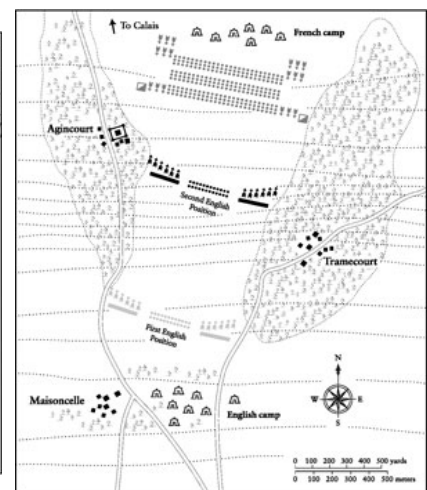 To Calais
French camp
Agincourt
Second English
Position
Tramecourt
First English
Position
Maisoncelle
English camp
N
W
E
S
0 100 200 300 400 500 yards
0 100 200 300 400 500 meters